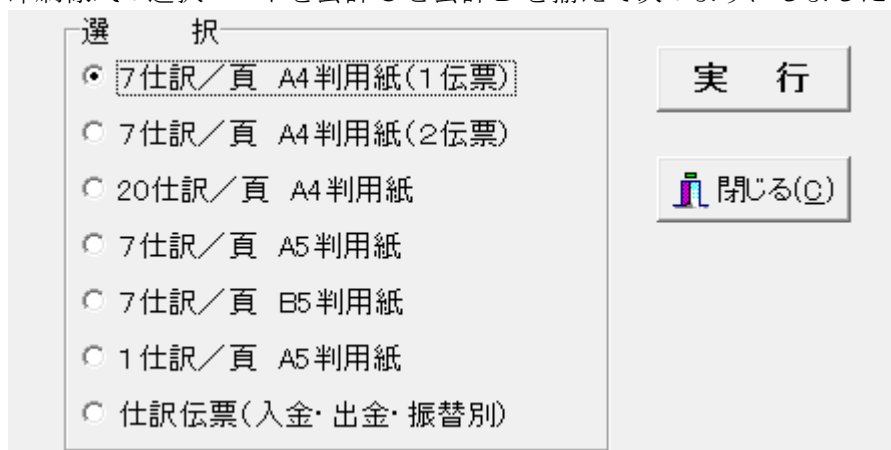 選　　択
7仕訳／頁 A4判用紙(1伝票)
7仕訳／頁 A4判用紙(2伝票)
20仕訳／頁 A4判用紙
7仕訳／頁 A5判用紙
7仕訳／頁 B5判用紙
1仕訳／頁 A5判用紙
仕訳伝票(入金･出金･振替別)
実　行
閉じる(C)